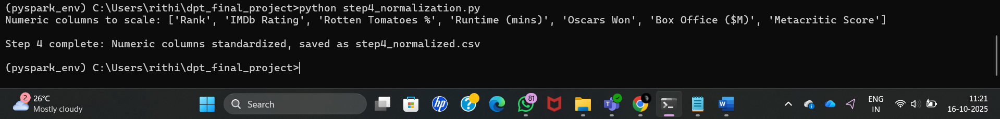 (pyspark_env) C:\Users\rithi\dpt_final_project>python step4_normalization.py
Numeric columns to scale: ['Rank', 'IMDb Rating', 'Rotten Tomatoes %', 'Runtime (mins)', 'Oscars Won', 'Box Office ($M)', 'Metacritic Score']
Step 4 complete: Numeric columns standardized, saved as step4_normalized.csv
(pyspark_env) C:\Users\rithi\dpt_final_project>
2
26°C
Mostly cloudy
Search
hp
?
81
T
W
ENG
IN
11:21
16-10-2025